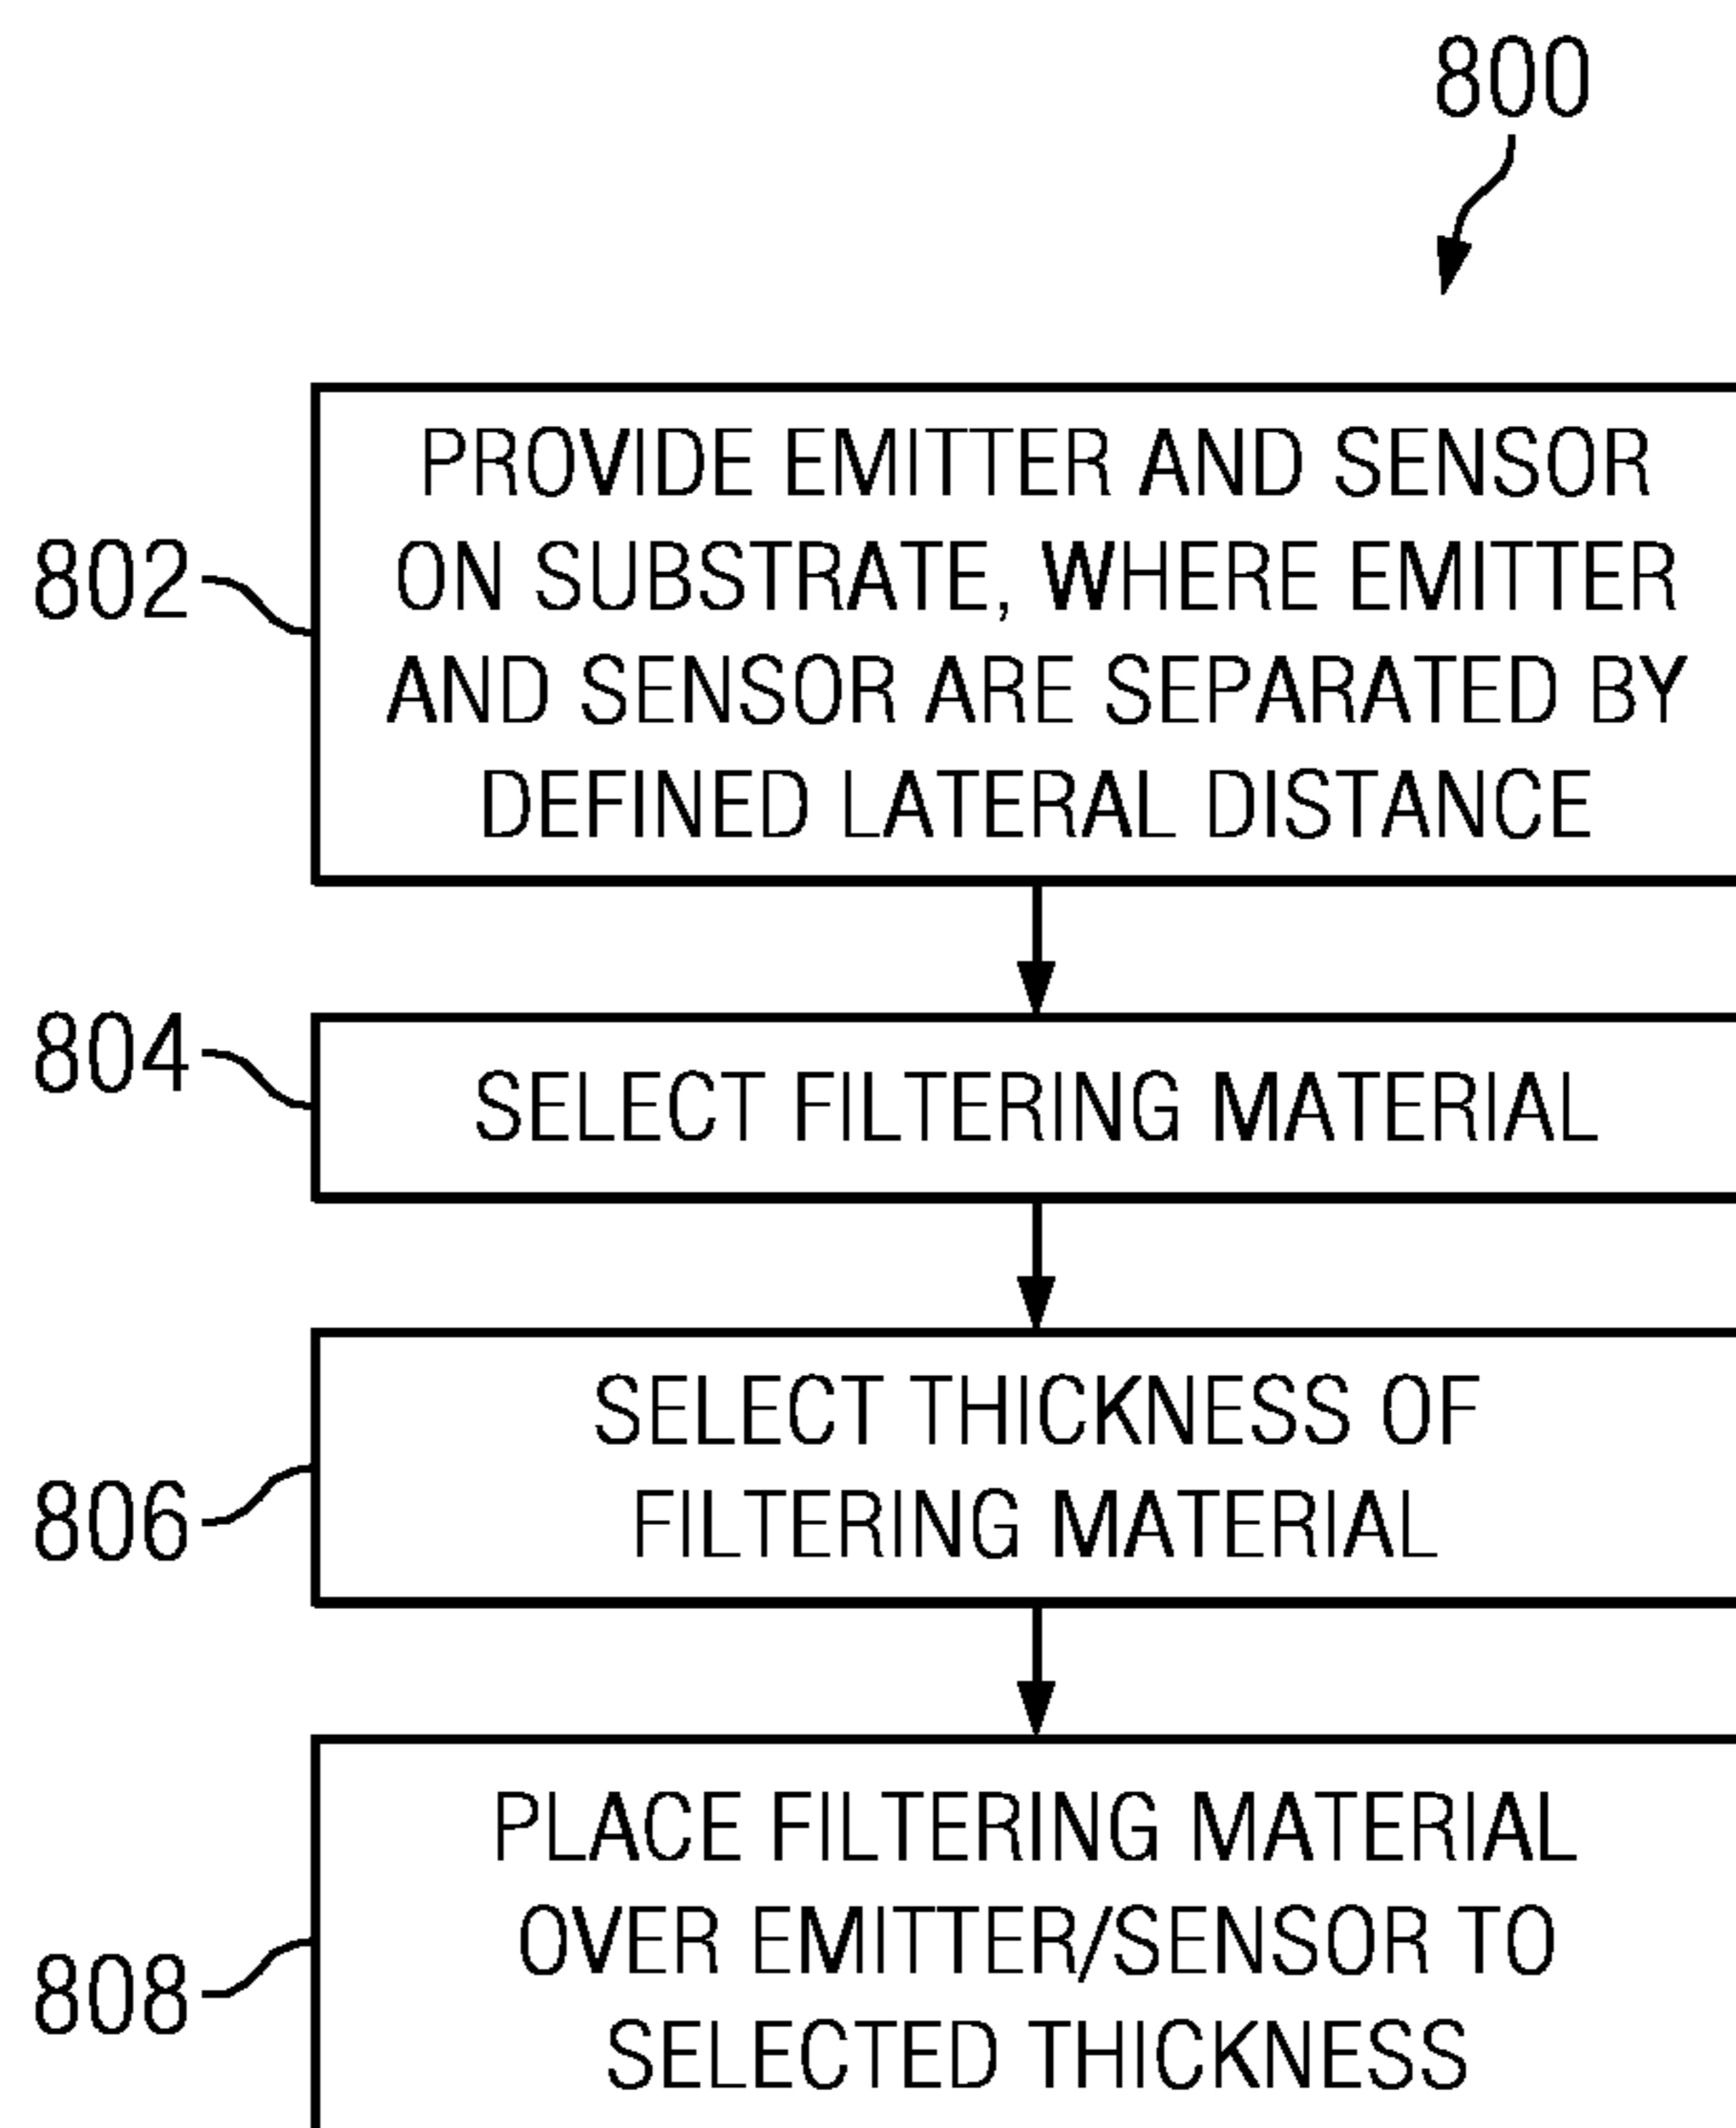 800
802
PROVIDE EMITTER AND SENSOR
ON SUBSTRATE, WHERE EMITTER
AND SENSOR ARE SEPARATED BY
DEFINED LATERAL DISTANCE
804
SELECT FILTERING MATERIAL
806
SELECT THICKNESS OF
FILTERING MATERIAL
808
PLACE FILTERING MATERIAL
OVER EMITTER/SENSOR TO
SELECTED THICKNESS